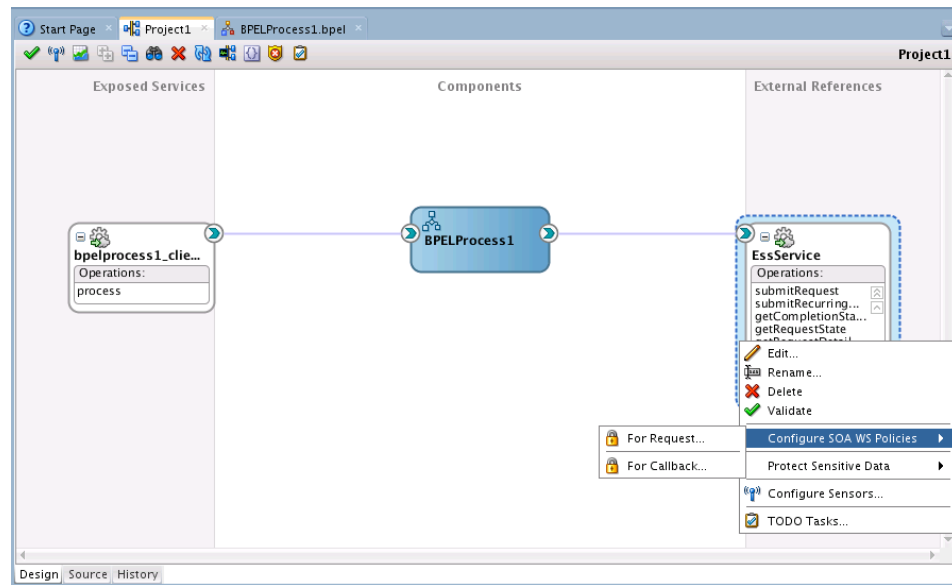 Start Page
Project1
BPELProcess1.bpel
Project1
Exposed Services
Components
External References
bpelprocess1_clie...
Operations:
process
BPELProcess1
EssService
Operations:
submitRequest
submitRecurring...
getCompletionSta...
getRequestState
Edit...
Rename...
Delete
Validate
For Request...
Configure SOA WS Policies
For Callback...
Protect Sensitive Data
Configure Sensors...
TODO Tasks...
Design
Source
History